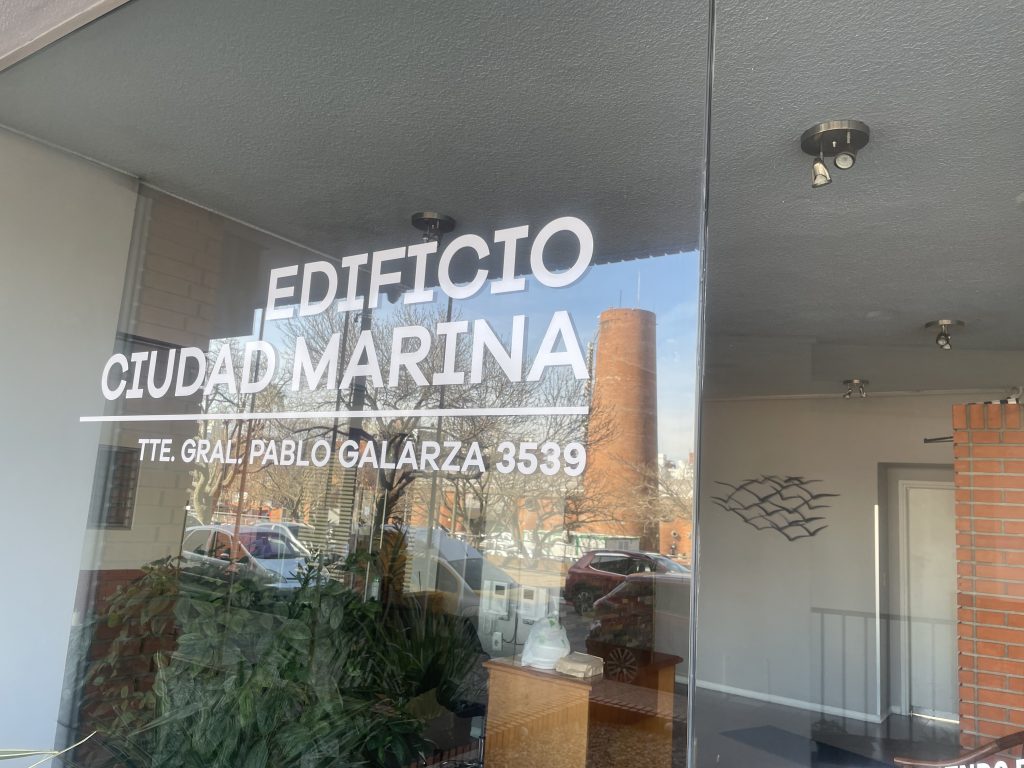 EDIFICIO
CIUDAD MARINA
TTE. GRAL. PABLO GALARZA 3539